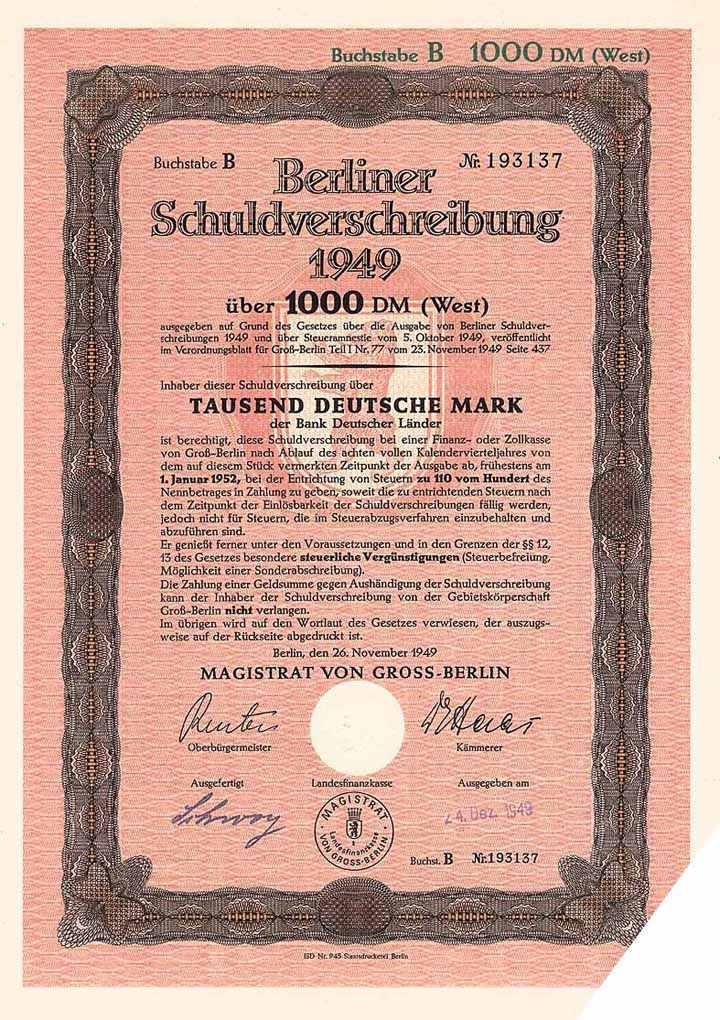 Buchstabe B 1000 DM (West)
Buchstabe B Nr. 193137
Berliner
Schuldverschreibung
1949
über 1000 DM (West)
ausgegeben auf Grund des Gesetzes über die Ausgabe von Berliner Schuldver-
schreibungen 1949 und über Steueramnestie vom 5. Oktober 1949, veröffentlicht
im Verordnungsblatt für Groß-Berlin Teil I Nr. 77 vom 23. November 1949 Seite 437
Inhaber dieser Schuldverschreibung über
TAUSEND DEUTSCHE MARK
der Bank Deutscher Länder
ist berechtigt, diese Schuldverschreibung bei einer Finanz- oder Zollkasse
von Groß-Berlin nach Ablauf des achten vollen Kalendervierteljahres von
dem auf diesem Stück vermerkten Zeitpunkt der Ausgabe ab, frühestens am
1. Januar 1952, bei der Entrichtung von Steuern zu 110 vom Hundert des
Nennbetrages in Zahlung zu geben, soweit die zu entrichtenden Steuern nach
dem Zeitpunkt der Einlösbarkeit der Schuldverschreibungen fällig werden,
jedoch nicht für Steuern, die im Steuerabzugsverfahren einzubehalten und
abzuführen sind.
Er genießt ferner unter den Voraussetzungen und in den Grenzen der §§ 12,
13 des Gesetzes besondere steuerliche Vergünstigungen (Steuerbefreiung,
Möglichkeit einer Sonderabschreibung).
Die Zahlung einer Geldsumme gegen Aushändigung der Schuldverschreibung
kann der Inhaber der Schuldverschreibung von der Gebietskörperschaft
Groß-Berlin nicht verlangen.
Im übrigen wird auf den Wortlaut des Gesetzes verwiesen, der auszugs-
weise auf der Rückseite abgedruckt ist.
Berlin, den 26. November 1949
MAGISTRAT VON GROSS-BERLIN
Reuter
Oberbürgermeister Kämmerer
Ausgefertigt Landesfinanzkasse Ausgegeben am
MAGISTRAT
VON GROSS-BERLIN
Landesfinanzkasse
24. Dez. 1949
Buchst. B Nr. 193137
ISD Nr. 945 Staatsdruckerei Berlin